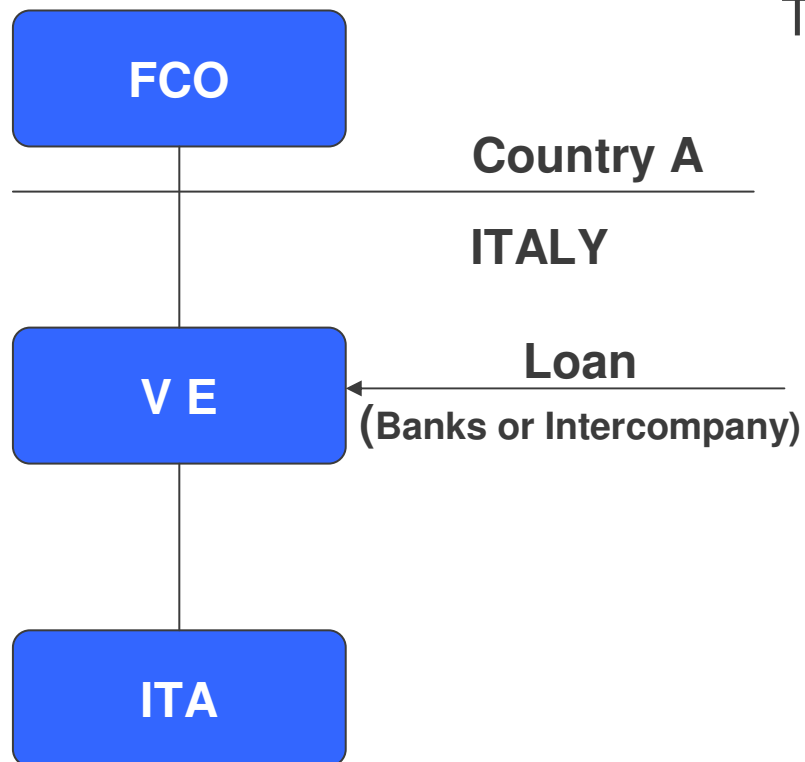 T
FCO
Country A
ITALY
Loan
V E
(Banks or Intercompany)
ITA